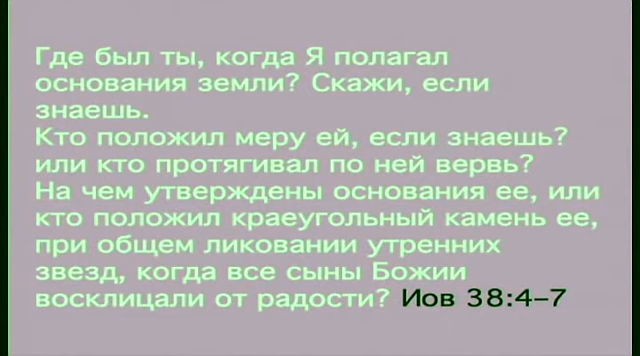 Где был ты, когда Я полагал
основания земли? Скажи, если
знаешь.
Кто положил меру ей, если знаешь?
или кто протягивал по ней вервь?
На чем утверждены основания ее, или
кто положил краеугольный камень ее,
при общем ликовании утренних
звезд, когда все сыны Божии
восклицали от радости? Иов 38:4–7